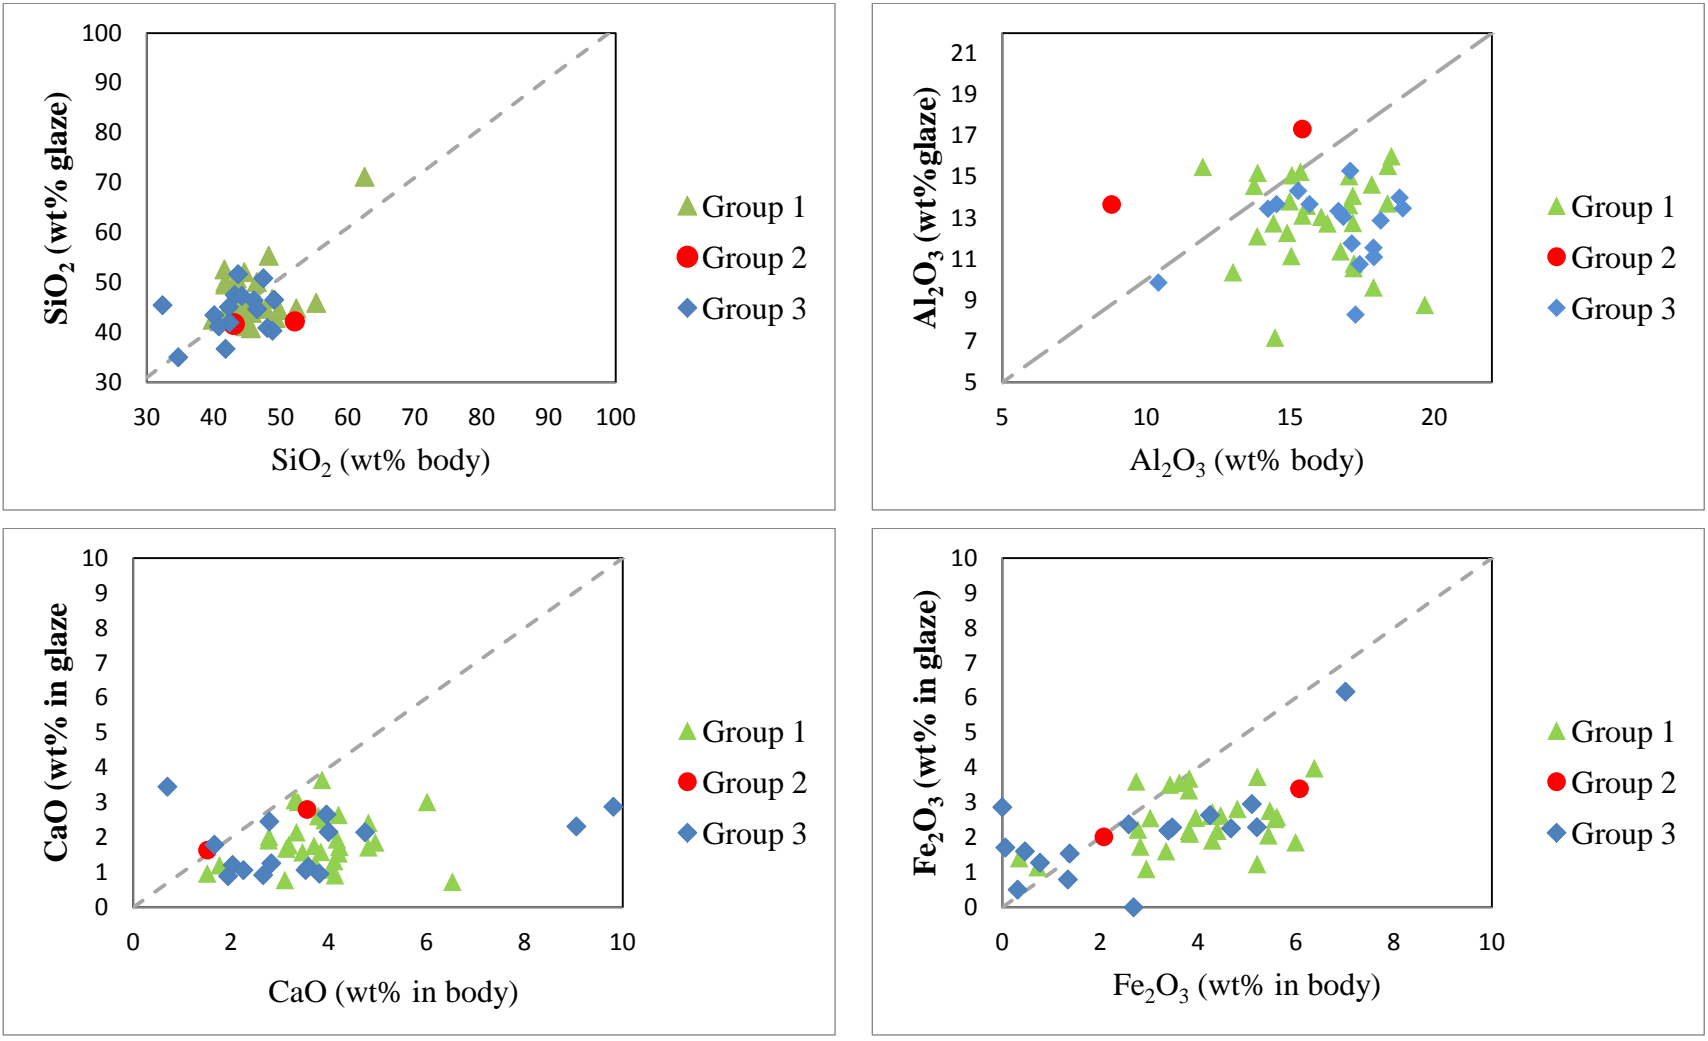 SiO2 (wt% glaze)
100
90
80
70
60
50
40
30
30 40 50 60 70 80 90 100
SiO2 (wt% body)
Group 1
Group 2
Group 3
Al2O3 (wt%glaze)
21
19
17
15
13
11
9
7
5
5 10 15 20
Al2O3 (wt% body)
Group 1
Group 2
Group 3
CaO (wt% in glaze
10
9
8
7
6
5
4
3
2
1
0
0 2 4 6 8 10
CaO (wt% in body)
Group 1
Group 2
Group 3
Fe2O3 (wt% in glaze)
10
9
8
7
6
5
4
3
2
1
0
0 2 4 6 8 10
Fe2O3 (wt% in body)
Group 1
Group 2
Group 3